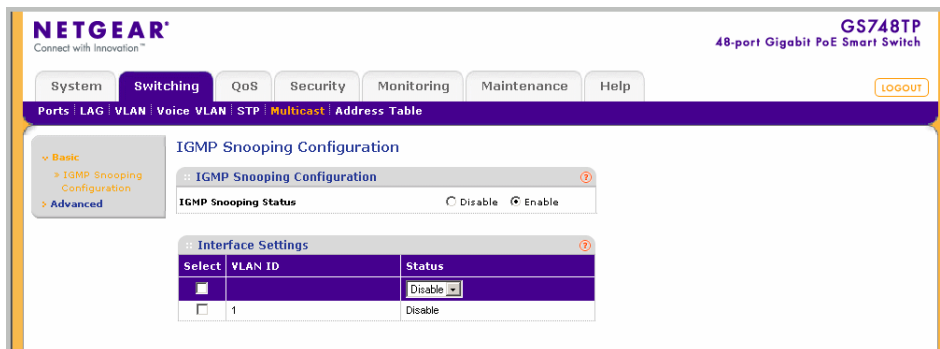 NETGEAR®
Connect with Innovation™
GS748TP
48-port Gigabit PoE Smart Switch
System Switching QoS Security Monitoring Maintenance Help
LOGOUT
Ports LAG VLAN Voice VLAN STP Multicast Address Table
Basic
» IGMP Snooping
Configuration
Advanced
IGMP Snooping Configuration
:: IGMP Snooping Configuration ?
IGMP Snooping Status Disable Enable
:: Interface Settings ?
Select VLAN ID Status
Disable
1 Disable